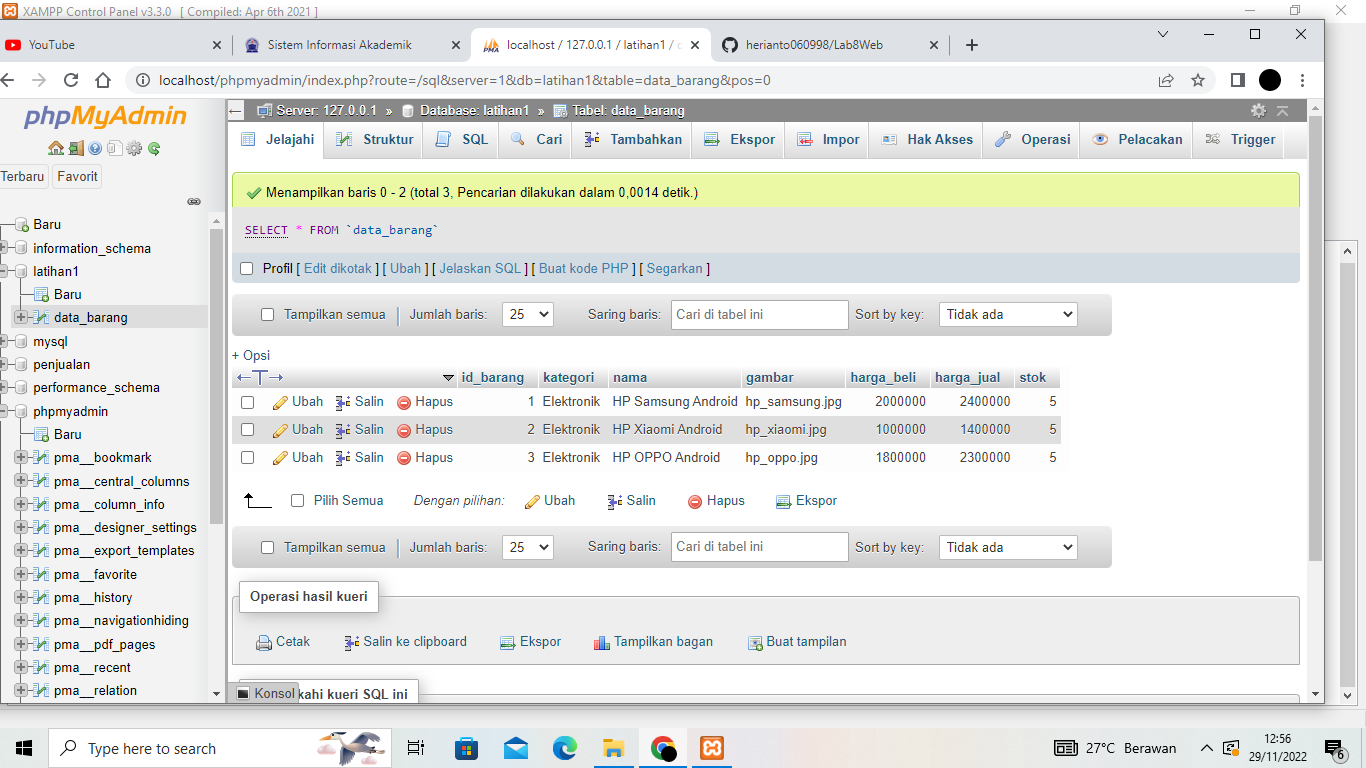 XAMPP Control Panel v3.3.0 [ Compiled: Apr 6th 2021 ]
YouTube
Sistem Informasi Akademik
localhost / 127.0.0.1 / latihan1 /
herianto060998/Lab8Web
localhost/phpmyadmin/index.php?route=/sql&server=1&db=latihan1&table=data_barang&pos=0
phpMyAdmin
Terbaru Favorit
Baru
information_schema
latihan1
Baru
data_barang
mysql
penjualan
performance_schema
phpmyadmin
Baru
pma__bookmark
pma__central_columns
pma__column_info
pma__designer_settings
pma__export_templates
pma__favorite
pma__history
pma__navigationhiding
pma__pdf_pages
pma__recent
pma__relation
Server: 127.0.0.1 » Database: latihan1 » Tabel: data_barang
Jelajahi Struktur SQL Cari Tambahkan Ekspor Impor Hak Akses Operasi Pelacakan Trigger
Menampilkan baris 0 - 2 (total 3, Pencarian dilakukan dalam 0,0014 detik.)
SELECT * FROM `data_barang`
Profil [ Edit dikotak ] [ Ubah ] [ Jelaskan SQL ] [ Buat kode PHP ] [ Segarkan ]
Tampilkan semua Jumlah baris: 25 Saring baris: Cari di tabel ini Sort by key: Tidak ada
+ Opsi
id_barang kategori nama gambar harga_beli harga_jual stok
Ubah Salin Hapus 1 Elektronik HP Samsung Android hp_samsung.jpg 2000000 2400000 5
Ubah Salin Hapus 2 Elektronik HP Xiaomi Android hp_xiaomi.jpg 1000000 1400000 5
Ubah Salin Hapus 3 Elektronik HP OPPO Android hp_oppo.jpg 1800000 2300000 5
Pilih Semua Dengan pilihan: Ubah Salin Hapus Ekspor
Tampilkan semua Jumlah baris: 25 Saring baris: Cari di tabel ini Sort by key: Tidak ada
Operasi hasil kueri
Cetak Salin ke clipboard Ekspor Tampilkan bagan Buat tampilan
Konsol kahi kueri SQL ini
Type here to search
27°C Berawan
12:56
29/11/2022
6